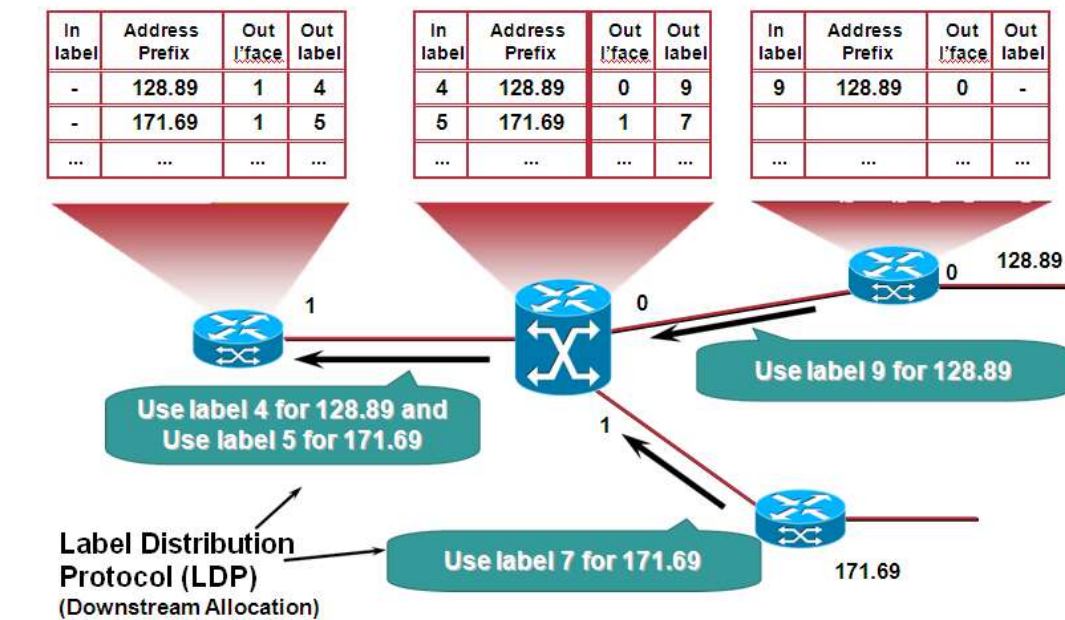 In label Address Prefix Out I'face Out label
- 128.89 1 4
- 171.69 1 5
... ... ... ...
In label Address Prefix Out I'face Out label
4 128.89 0 9
5 171.69 1 7
... ... ... ...
In label Address Prefix Out I'face Out label
9 128.89 0 -
... ... ... ...
1
0
0
128.89
Use label 9 for 128.89
Use label 4 for 128.89 and
Use label 5 for 171.69
1
Label Distribution
Protocol (LDP)
(Downstream Allocation)
Use label 7 for 171.69
171.69